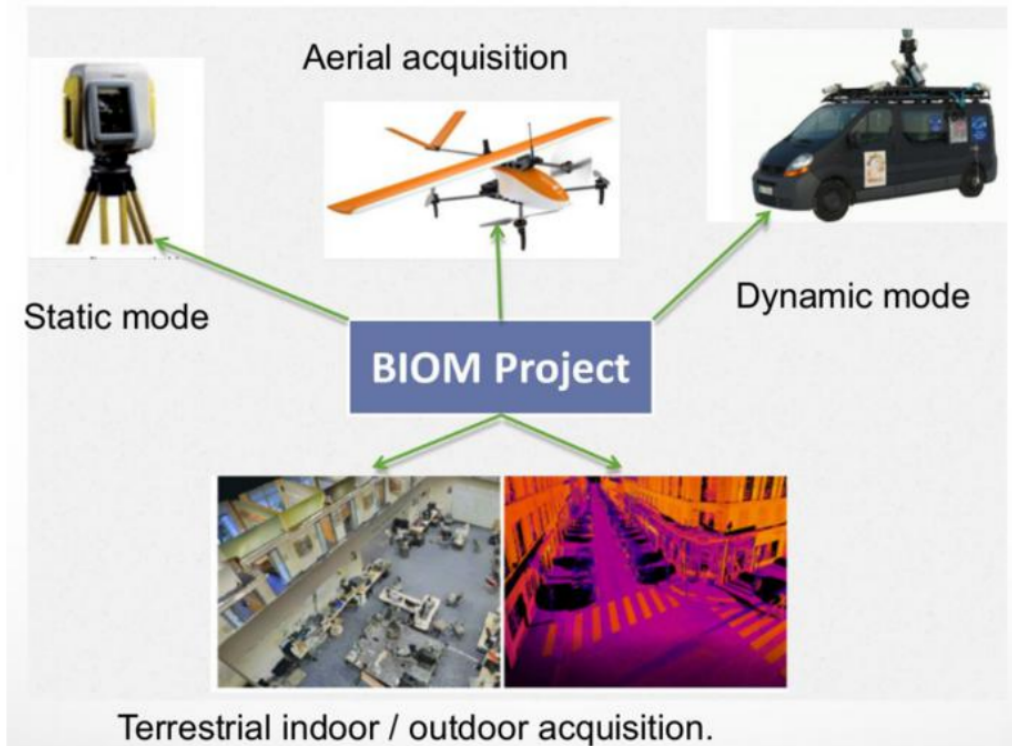 Aerial acquisition
Static mode
Dynamic mode
BIOM Project
Terrestrial indoor / outdoor acquisition.